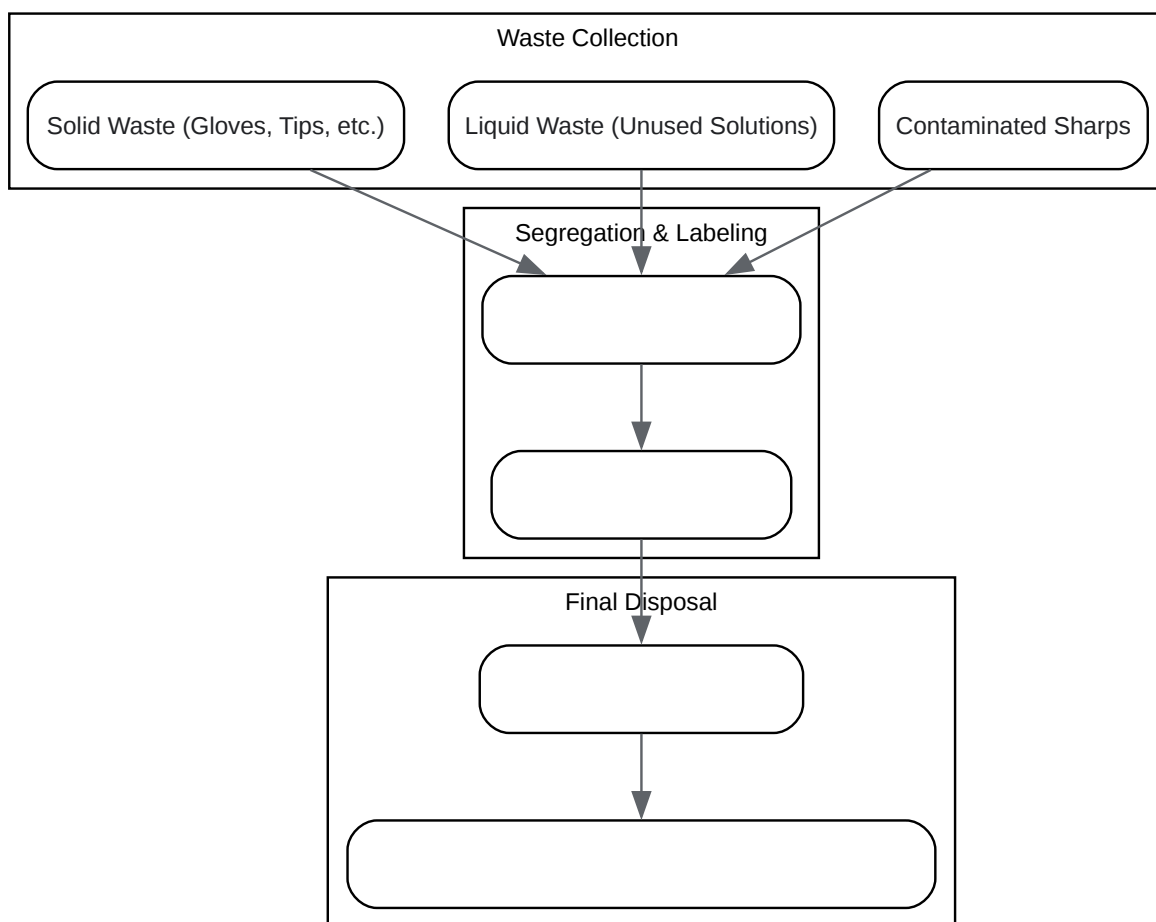 Waste Collection
Solid Waste (Gloves, Tips, etc.)
Liquid Waste (Unused Solutions)
Contaminated Sharps
Segregation & Labeling
Final Disposal